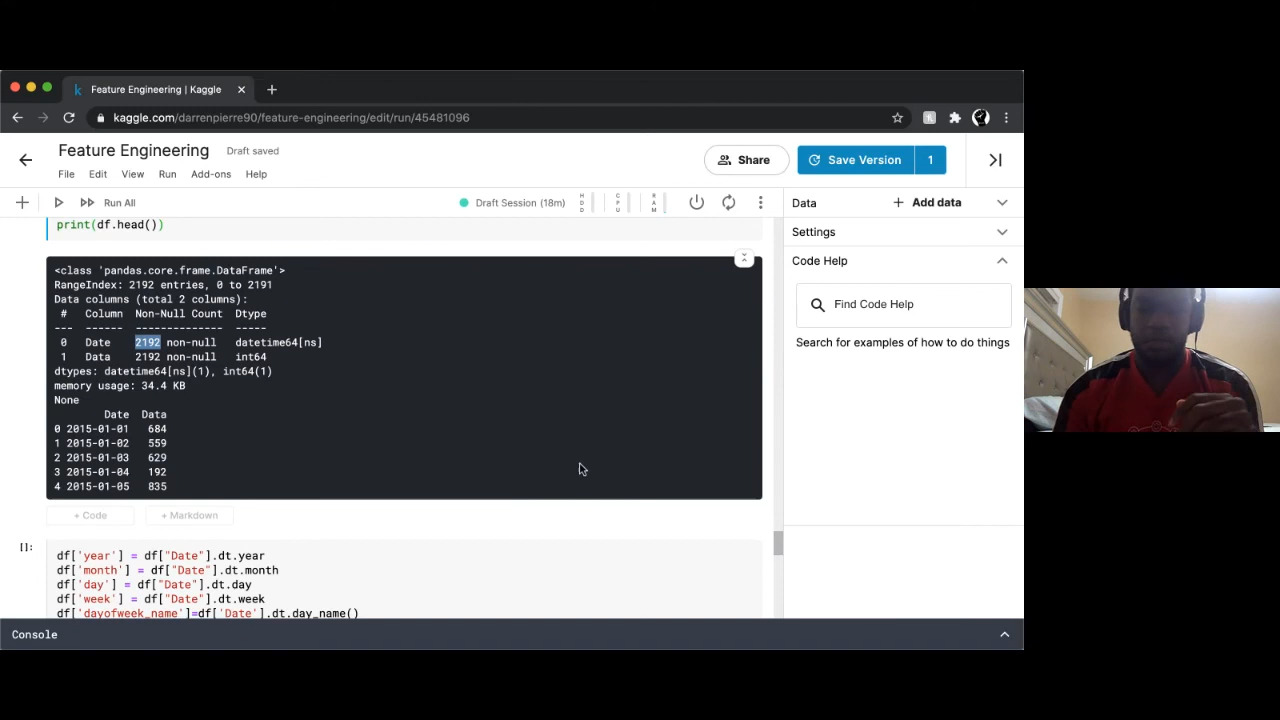 Feature Engineering | Kaggle
kaggle.com/darrenpierre90/feature-engineering/edit/run/45481096
Feature Engineering Draft saved
File Edit View Run Add-ons Help
Share
Save Version 1
Run All
Draft Session (18m)
HDD CPU RAM
Data + Add data
Settings
Code Help
Find Code Help
Search for examples of how to do things
print(df.head())
<class 'pandas.core.frame.DataFrame'>
RangeIndex: 2192 entries, 0 to 2191
Data columns (total 2 columns):
 #   Column  Non-Null Count  Dtype
---  ------  --------------  -----
 0   Date    2192 non-null   datetime64[ns]
 1   Data    2192 non-null   int64
dtypes: datetime64[ns](1), int64(1)
memory usage: 34.4 KB
None
        Date  Data
0 2015-01-01   684
1 2015-01-02   559
2 2015-01-03   629
3 2015-01-04   192
4 2015-01-05   835
+ Code + Markdown
[]:
df['year'] = df["Date"].dt.year
df['month'] = df["Date"].dt.month
df['day'] = df["Date"].dt.day
df['week'] = df["Date"].dt.week
df['dayofweek_name']=df['Date'].dt.day_name()
Console